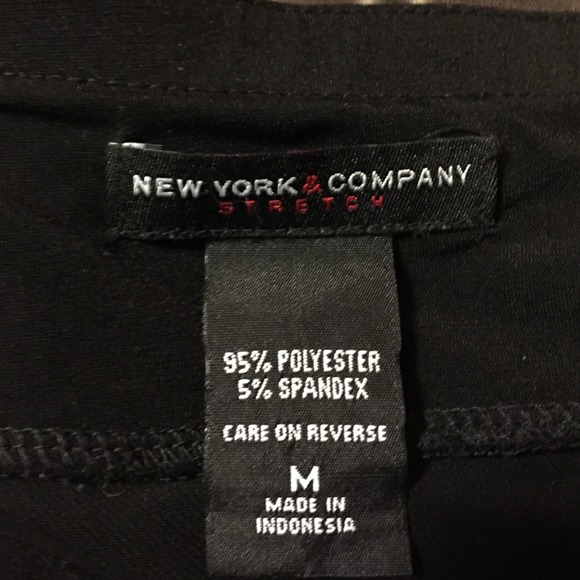 NEW YORK & COMPANY
STRETCH
95% POLYESTER
5% SPANDEX
CARE ON REVERSE
M
MADE IN
INDONESIA